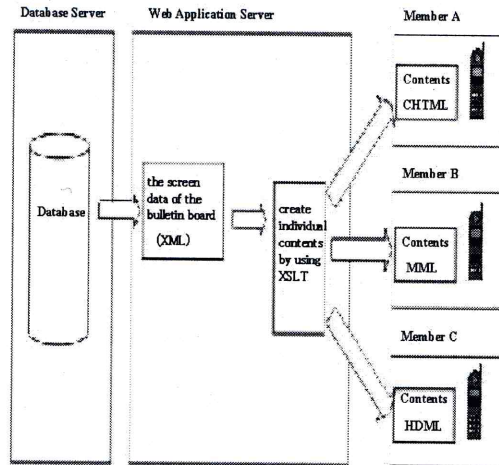 Database Server
Web Application Server
Member A
Contents
CHTML
Member B
Database
the screen
data of the
bulletin board
(XML)
create
individual
contents
by using
XSLT
Contents
MML
Member C
Contents
HDML